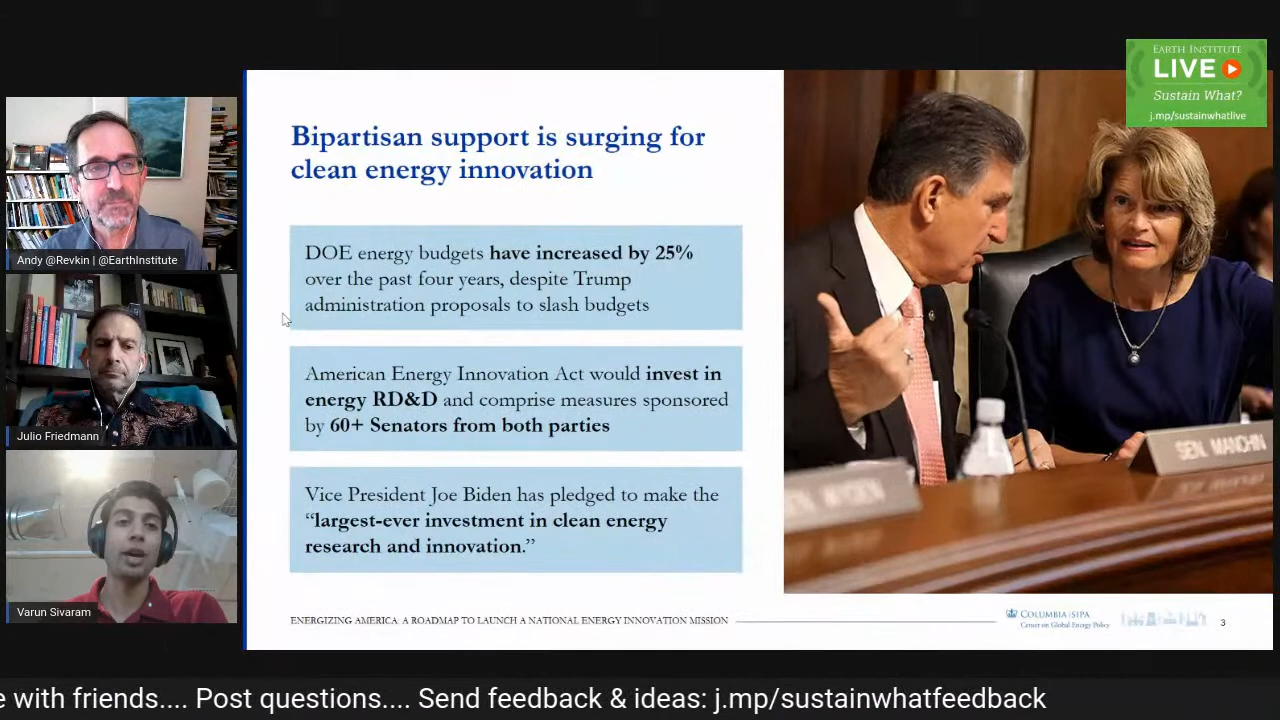 EARTH INSTITUTE
LIVE
Sustain What?
j.mp/sustainwhatlive
Andy @Revkin | @EarthInstitute
Julio Friedmann
Varun Sivaram
Bipartisan support is surging for
clean energy innovation
DOE energy budgets have increased by 25%
over the past four years, despite Trump
administration proposals to slash budgets
American Energy Innovation Act would invest in
energy RD&D and comprise measures sponsored
by 60+ Senators from both parties
Vice President Joe Biden has pledged to make the
“largest-ever investment in clean energy
research and innovation.”
SEN. MANCHIN
ENERGIZING AMERICA: A ROADMAP TO LAUNCH A NATIONAL ENERGY INNOVATION MISSION
COLUMBIA | SIPA
Center on Global Energy Policy
3
e with friends.... Post questions.... Send feedback & ideas: j.mp/sustainwhatfeedback